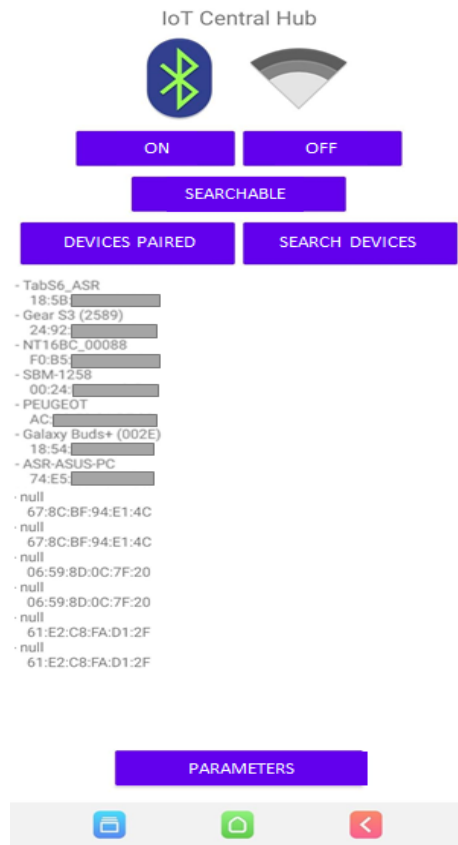 IoT Central Hub
ON OFF
SEARCHABLE
DEVICES PAIRED SEARCH DEVICES
- TabS6_ASR
18:5B:
- Gear S3 (2589)
24:92:
- NT16BC_00088
F0:B5:
- SBM-1258
00:24:
- PEUGEOT
AC:
- Galaxy Buds+ (002E)
18:54:
- ASR-ASUS-PC
74:E5:
- null
67:8C:BF:94:E1:4C
- null
67:8C:BF:94:E1:4C
- null
06:59:8D:0C:7F:20
- null
06:59:8D:0C:7F:20
- null
61:E2:C8:FA:D1:2F
- null
61:E2:C8:FA:D1:2F
PARAMETERS